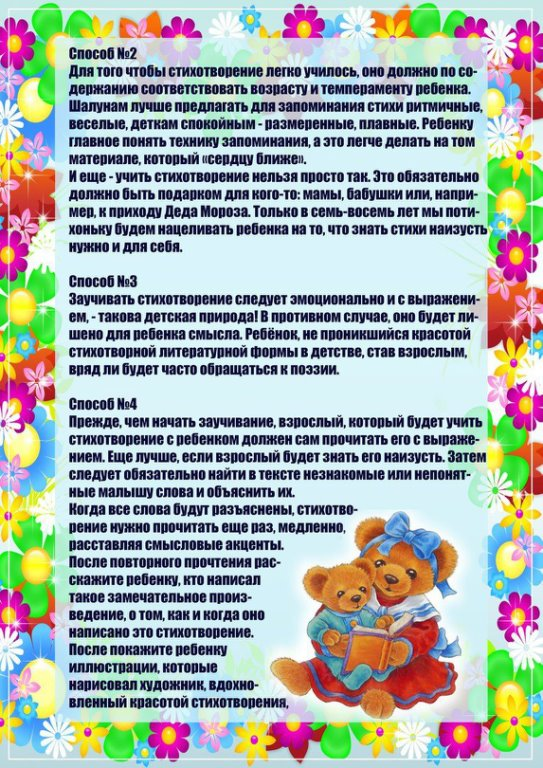 Способ №2
Для того чтобы стихотворение легко училось, оно должно по со-
держанию соответствовать возрасту и темпераменту ребенка.
Шалунам лучше предлагать для запоминания стихи ритмичные,
веселые, деткам спокойным - размеренные, плавные. Ребенку
главное понять технику запоминания, а это легче делать на том
материале, который «сердцу ближе».
И еще - учить стихотворение нельзя просто так. Это обязательно
должно быть подарком для кого-то: мамы, бабушки или, напри-
мер, к приходу Деда Мороза. Только в семь-восемь лет мы поти-
хоньку будем нацеливать ребенка на то, что знать стихи наизусть
нужно и для себя.
Способ №3
Заучивать стихотворение следует эмоционально и с выражени-
ем, - такова детская природа! В противном случае, оно будет ли-
шено для ребенка смысла. Ребёнок, не проникшийся красотой
стихотворной литературной формы в детстве, став взрослым,
вряд ли будет часто обращаться к поэзии.
Способ №4
Прежде, чем начать заучивание, взрослый, который будет учить
стихотворение с ребенком должен сам прочитать его с выраже-
нием. Еще лучше, если взрослый будет знать его наизусть. Затем
следует обязательно найти в тексте незнакомые или непонят-
ные малышу слова и объяснить их.
Когда все слова будут разъяснены, стихотво-
рение нужно прочитать еще раз, медленно,
расставляя смысловые акценты.
После повторного прочтения рас-
скажите ребенку, кто написал
такое замечательное произ-
ведение, о том, как и когда оно
написано это стихотворение.
После покажите ребенку
иллюстрации, которые
нарисовал художник, вдохно-
вленный красотой стихотворения,